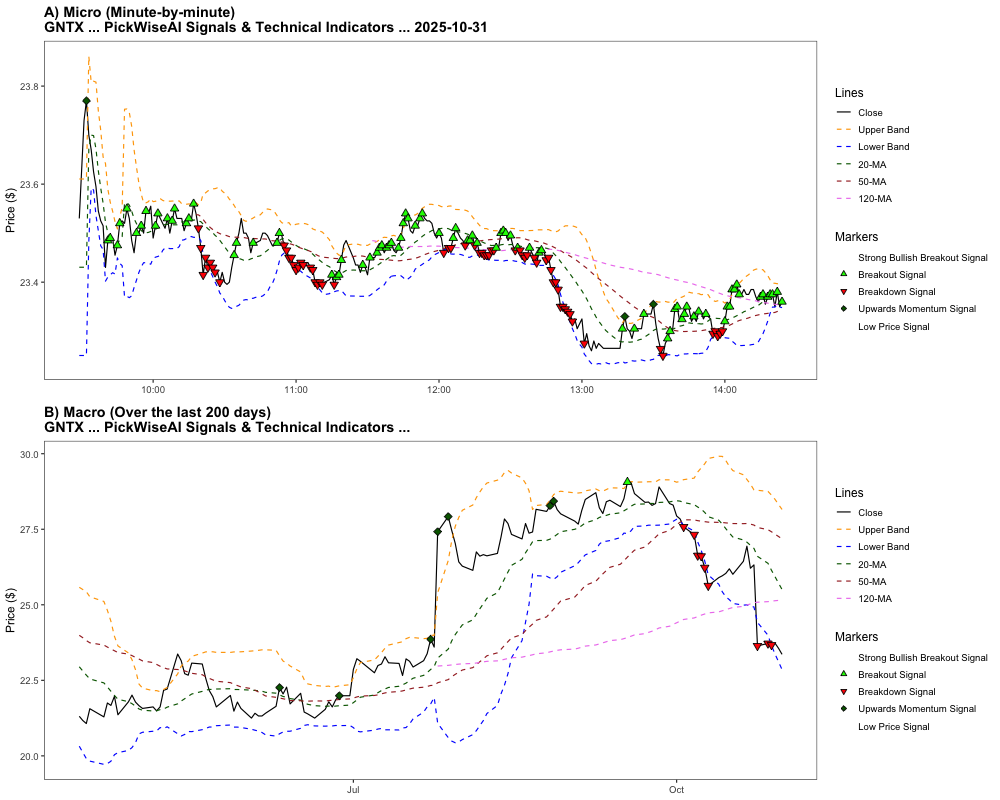 A) Micro (Minute-by-minute)
GNTX ... PickWiseAI Signals & Technical Indicators ... 2025-10-31
Price ($)
23.8
23.6
23.4
10:00
11:00
12:00
13:00
14:00
Lines
Close
Upper Band
Lower Band
20-MA
50-MA
120-MA
Markers
Strong Bullish Breakout Signal
Breakout Signal
Breakdown Signal
Upwards Momentum Signal
Low Price Signal
B) Macro (Over the last 200 days)
GNTX ... PickWiseAI Signals & Technical Indicators ...
Price ($)
30.0
27.5
25.0
22.5
20.0
Jul
Oct
Lines
Close
Upper Band
Lower Band
20-MA
50-MA
120-MA
Markers
Strong Bullish Breakout Signal
Breakout Signal
Breakdown Signal
Upwards Momentum Signal
Low Price Signal